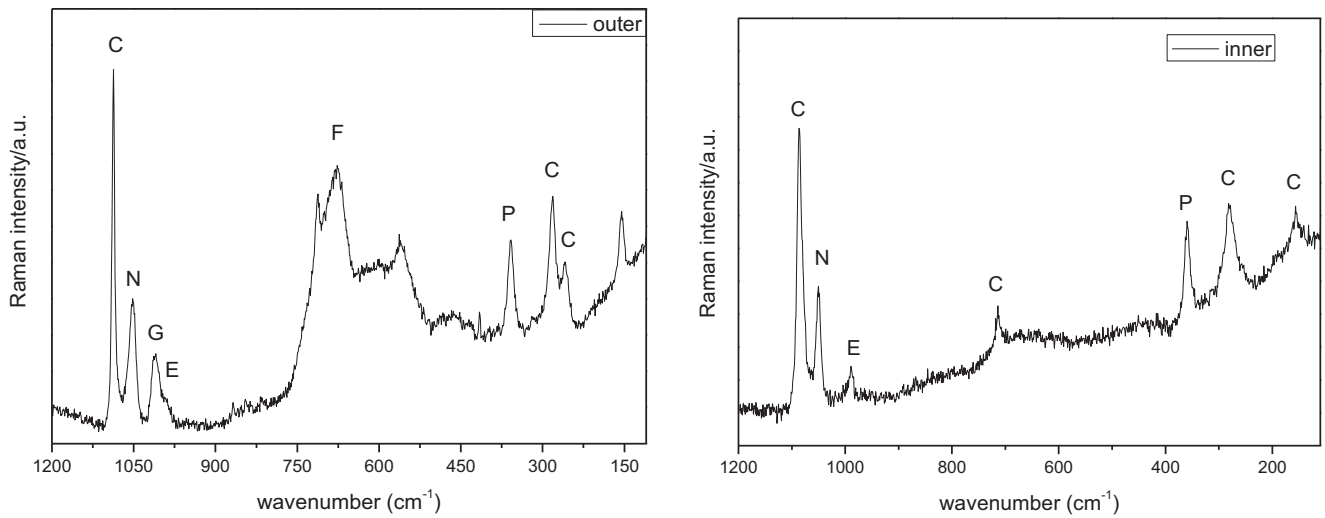 outer
C
F
C
P
C
N
G
E
Raman intensity/a.u.
1200 1050 900 750 600 450 300 150
wavenumber (cm-1)
inner
C
C
C
P
N
C
E
Raman intensity/a.u.
1200 1000 800 600 400 200
wavenumber (cm-1)